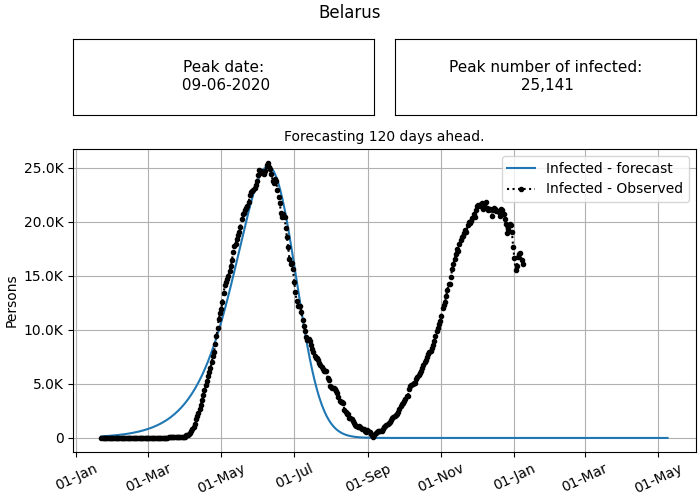 Belarus
Peak date:
09-06-2020
Peak number of infected:
25,141
Forecasting 120 days ahead.
Infected - forecast
Infected - Observed
Persons
25.0K
20.0K
15.0K
10.0K
5.0K
0
01-Jan
01-Mar
01-May
01-Jul
01-Sep
01-Nov
01-Jan
01-Mar
01-May